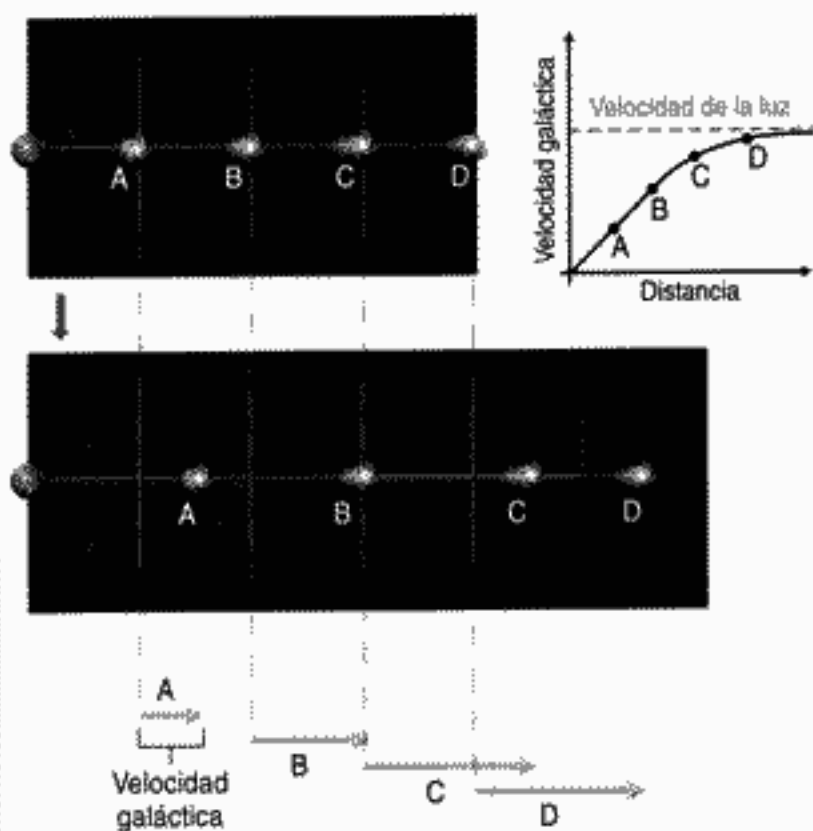 A
B
C
D
Velocidad galáctica
Velocidad de la luz
A
B
C
D
Distancia
A
B
C
D
A
Velocidad
galáctica
B
C
D